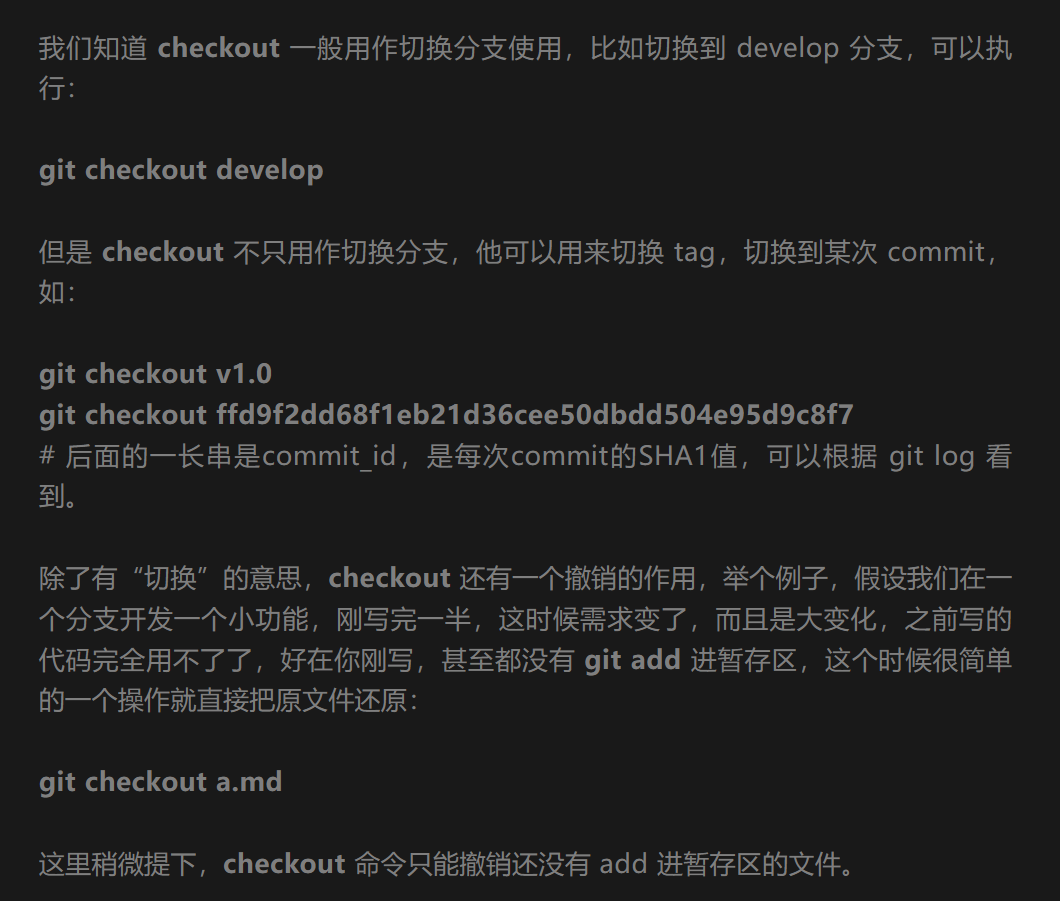 我们知道 checkout 一般用作切换分支使用，比如切换到 develop 分支，可以执
行：
git checkout develop
但是 checkout 不只用作切换分支，他可以用来切换 tag，切换到某次 commit，
如：
git checkout v1.0
git checkout ffd9f2dd68f1eb21d36cee50dbdd504e95d9c8f7
# 后面的一长串是commit_id，是每次commit的SHA1值，可以根据 git log 看
到。
除了有“切换”的意思，checkout 还有一个撤销的作用，举个例子，假设我们在一
个分支开发一个小功能，刚写完一半，这时候需求变了，而且是大变化，之前写的
代码完全用不了了，好在你刚写，甚至都没有 git add 进暂存区，这个时候很简单
的一个操作就直接把原文件还原：
git checkout a.md
这里稍微提下，checkout 命令只能撤销还没有 add 进暂存区的文件。